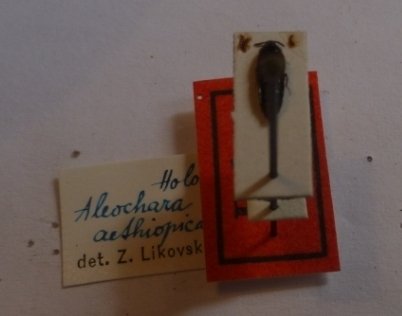 Holo
Aleochara
aethiopica
det. Z. Likovsk